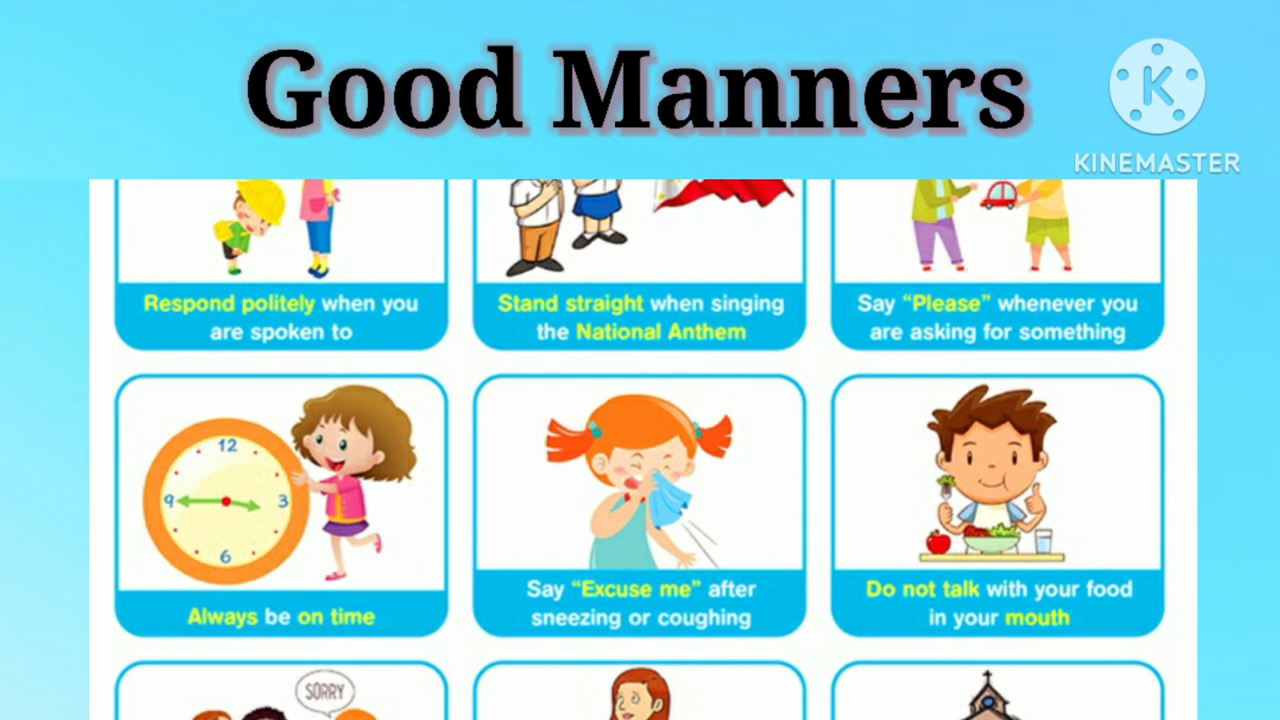 Good Manners
K
KINEMASTER
Respond politely when you
are spoken to
Stand straight when singing
the National Anthem
Say “Please” whenever you
are asking for something
12
9
3
6
Always be on time
Say “Excuse me” after
sneezing or coughing
Do not talk with your food
in your mouth
SORRY